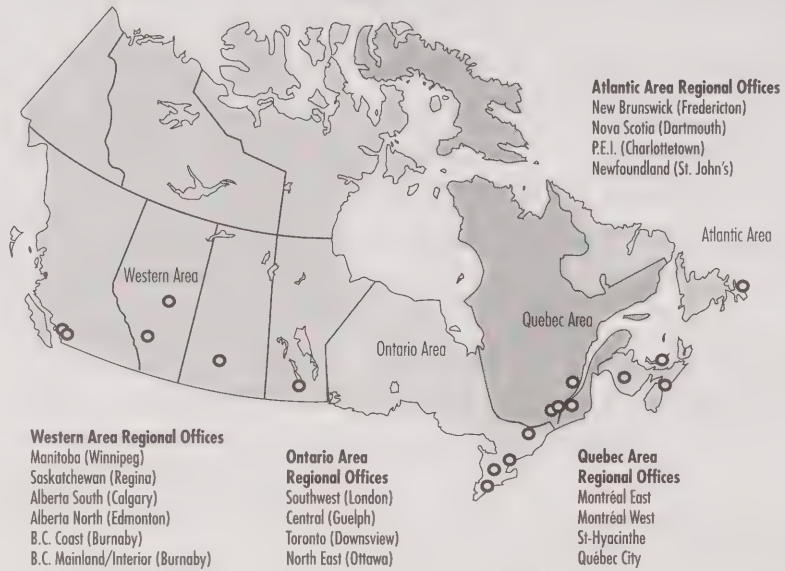 Atlantic Area Regional Offices
New Brunswick (Fredericton)
Nova Scotia (Dartmouth)
P.E.I. (Charlottetown)
Newfoundland (St. John's)
Atlantic Area
Western Area
Quebec Area
Ontario Area
Western Area Regional Offices
Manitoba (Winnipeg)
Saskatchewan (Regina)
Alberta South (Calgary)
Alberta North (Edmonton)
B.C. Coast (Burnaby)
B.C. Mainland/Interior (Burnaby)
Ontario Area
Regional Offices
Southwest (London)
Central (Guelph)
Toronto (Downsview)
North East (Ottawa)
Quebec Area
Regional Offices
Montréal East
Montréal West
St-Hyacinthe
Québec City